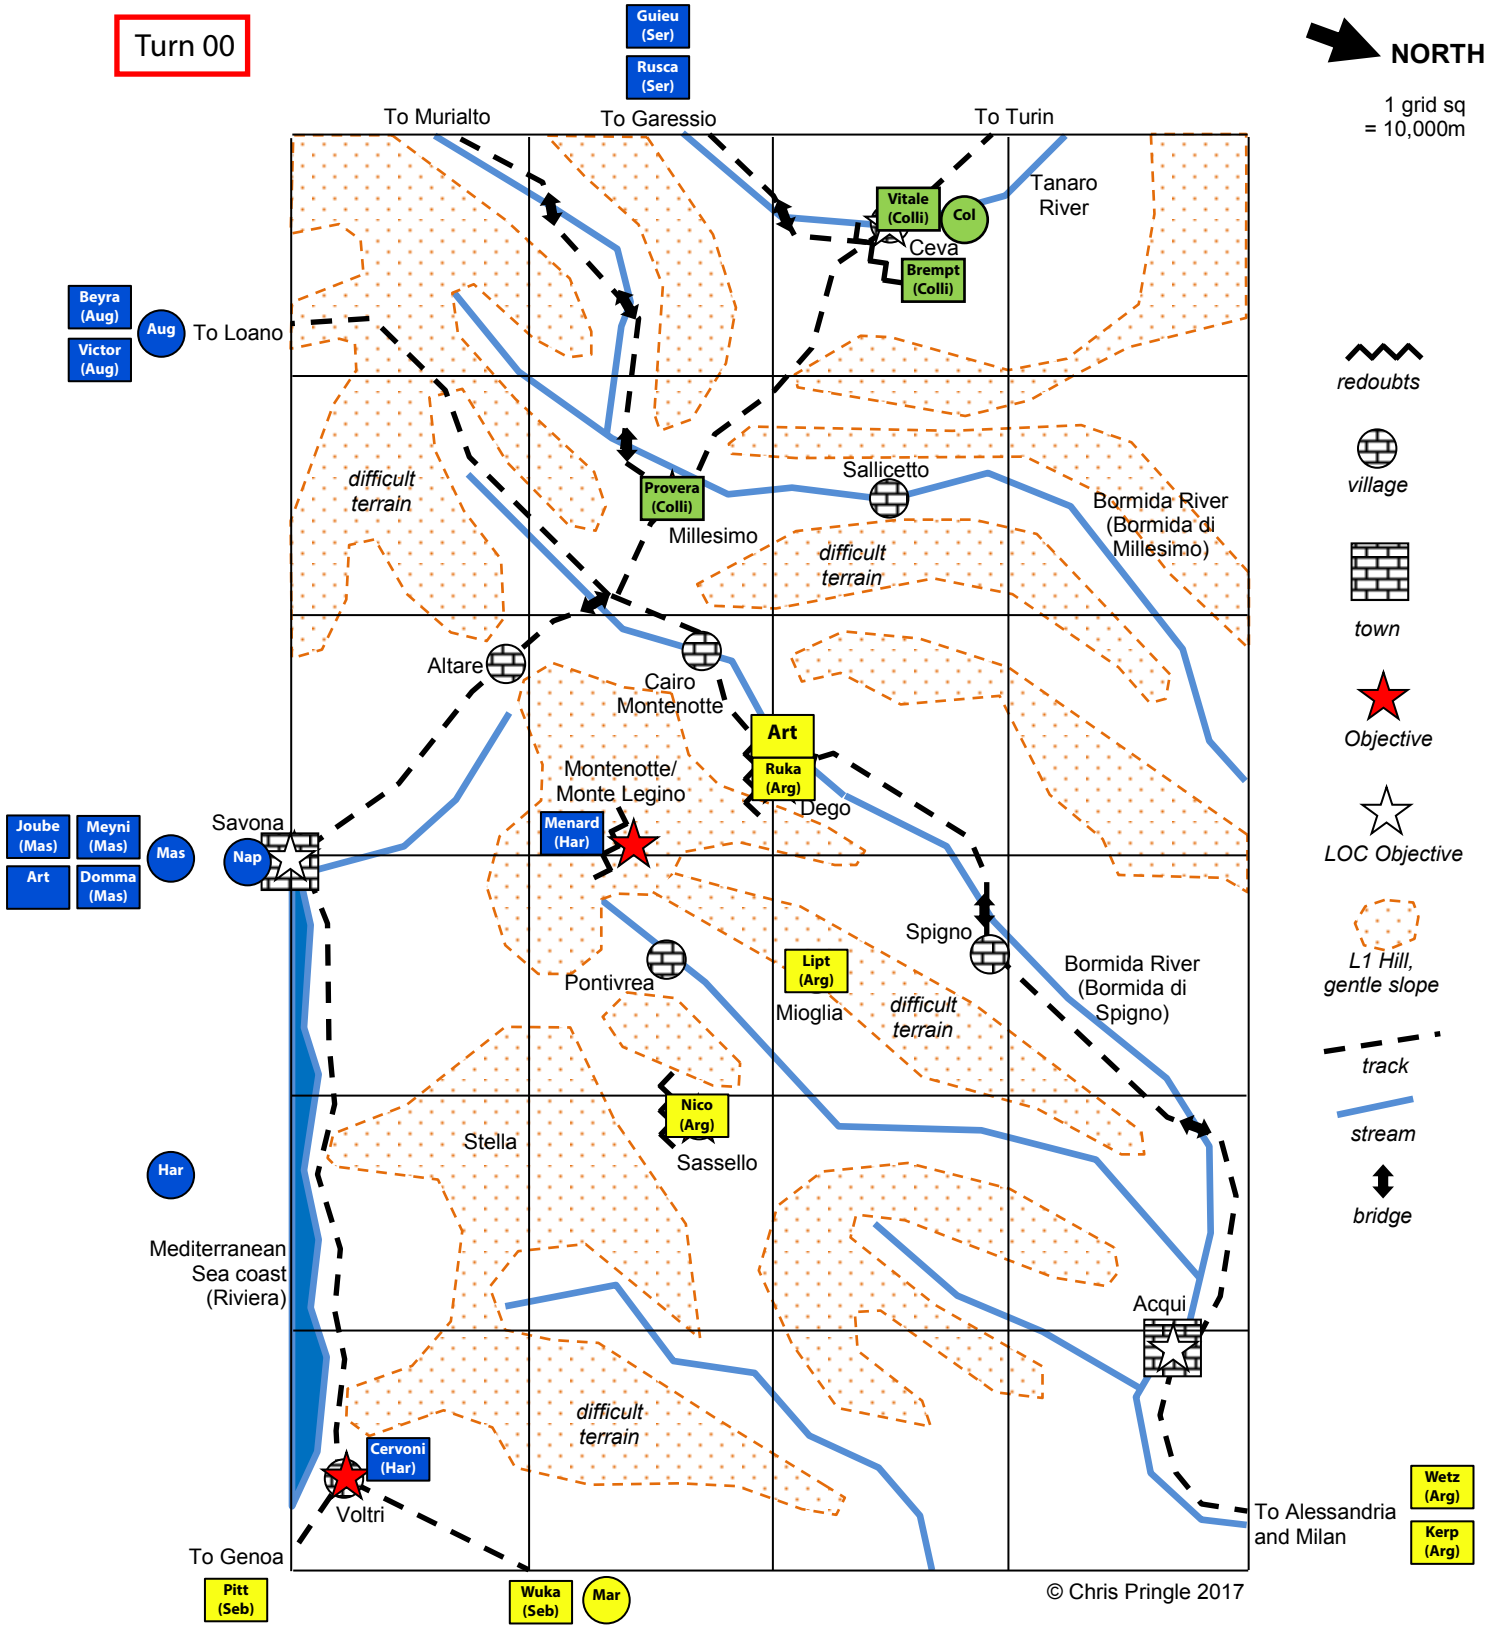 Turn 00
Guieu
(Ser)
Rusca
(Ser)
NORTH
1 grid sq
= 10,000m
To Murialto
To Garessio
To Turin
Tanaro
River
Vitale
(Colli)
Col
Ceva
Brempt
(Colli)
Beyra
(Aug)
Victor
(Aug)
Aug
To Loano
redoubts
village
town
Objective
LOC Objective
L1 Hill,
gentle slope
track
stream
bridge
difficult
terrain
Sallicetto
Provera
(Colli)
Millesimo
Bormida River
(Bormida di
Millesimo)
difficult
terrain
Altare
Cairo
Montenotte
Art
Ruka
(Arg)
Dego
Montenotte/
Monte Legino
Menard
(Har)
Joube
(Mas)
Meyni
(Mas)
Art
Domma
(Mas)
Mas
Savona
Nap
Spigno
Pontivrea
Lipt
(Arg)
Mioglia
difficult
terrain
Bormida River
(Bormida di
Spigno)
Nico
(Arg)
Sassello
Stella
Har
Mediterranean
Sea coast
(Riviera)
Acqui
difficult
terrain
Cervoni
(Har)
Voltri
To Genoa
Pitt
(Seb)
Wuka
(Seb)
Mar
To Alessandria
and Milan
Wetz
(Arg)
Kerp
(Arg)
© Chris Pringle 2017